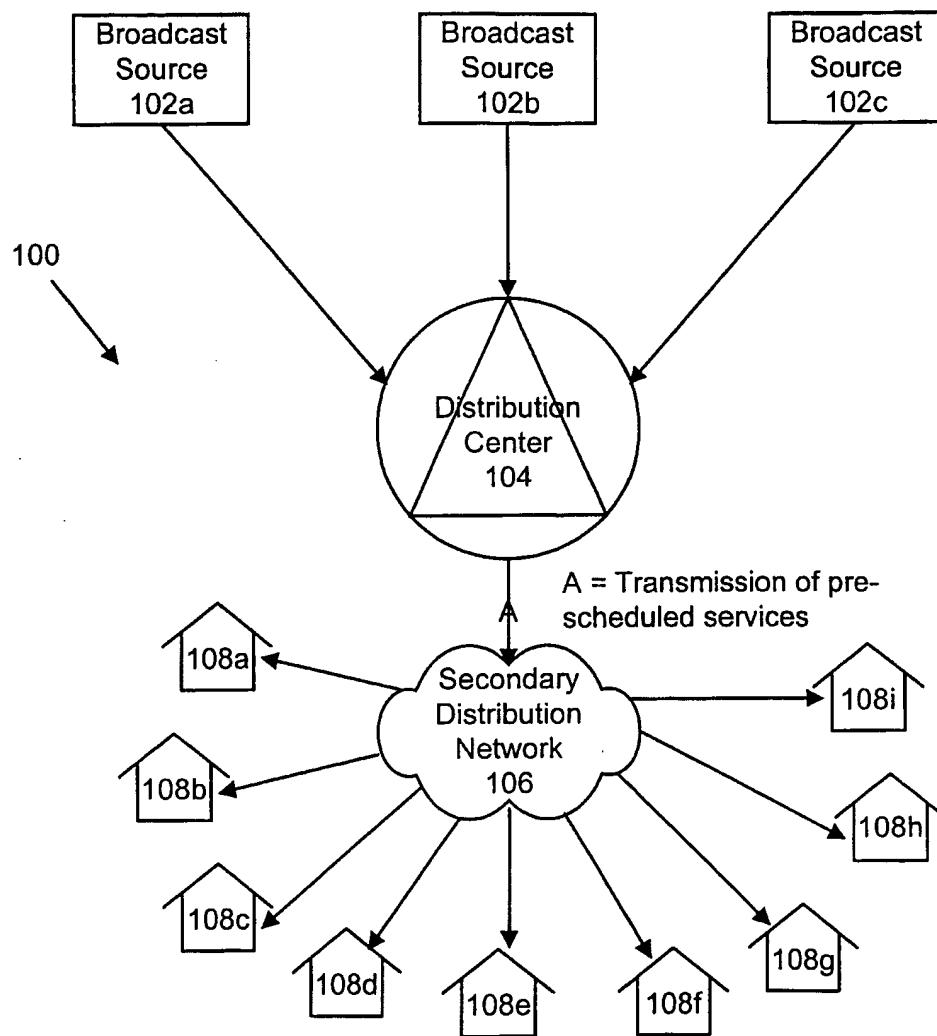 Broadcast
Source
102a
Broadcast
Source
102b
Broadcast
Source
102c
100
Distribution
Center
104
A = Transmission of pre-
scheduled services
A
Secondary
Distribution
Network
106
108a
108b
108c
108d
108e
108f
108g
108h
108i